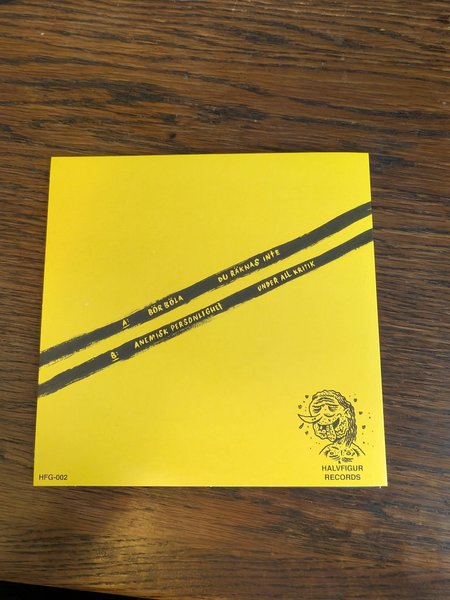 A: BÖR BÖLA DU RÄKNAS INTE
B: ANEMISK PERSONLIGHET UNDER ALL KRITIK
HFG-002
HALVFIGUR
RECORDS